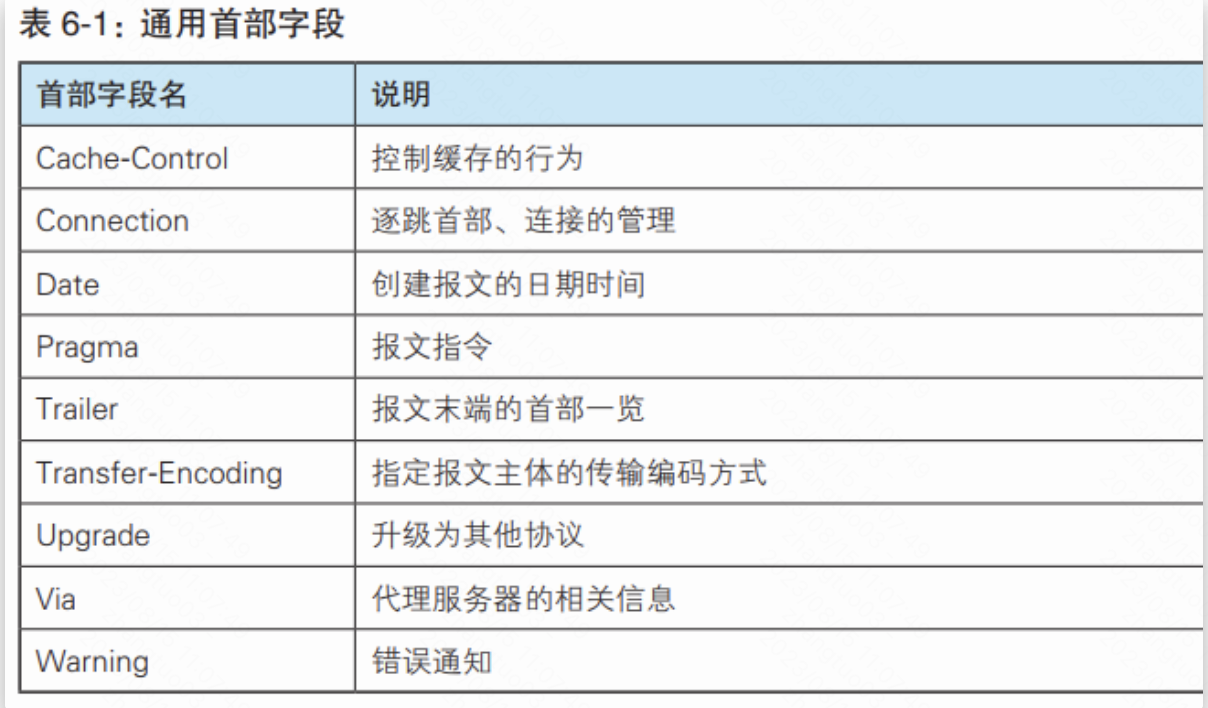 表 6-1：通用首部字段
首部字段名 说明
Cache-Control 控制缓存的行为
Connection 逐跳首部、连接的管理
Date 创建报文的日期时间
Pragma 报文指令
Trailer 报文末端的首部一览
Transfer-Encoding 指定报文主体的传输编码方式
Upgrade 升级为其他协议
Via 代理服务器的相关信息
Warning 错误通知